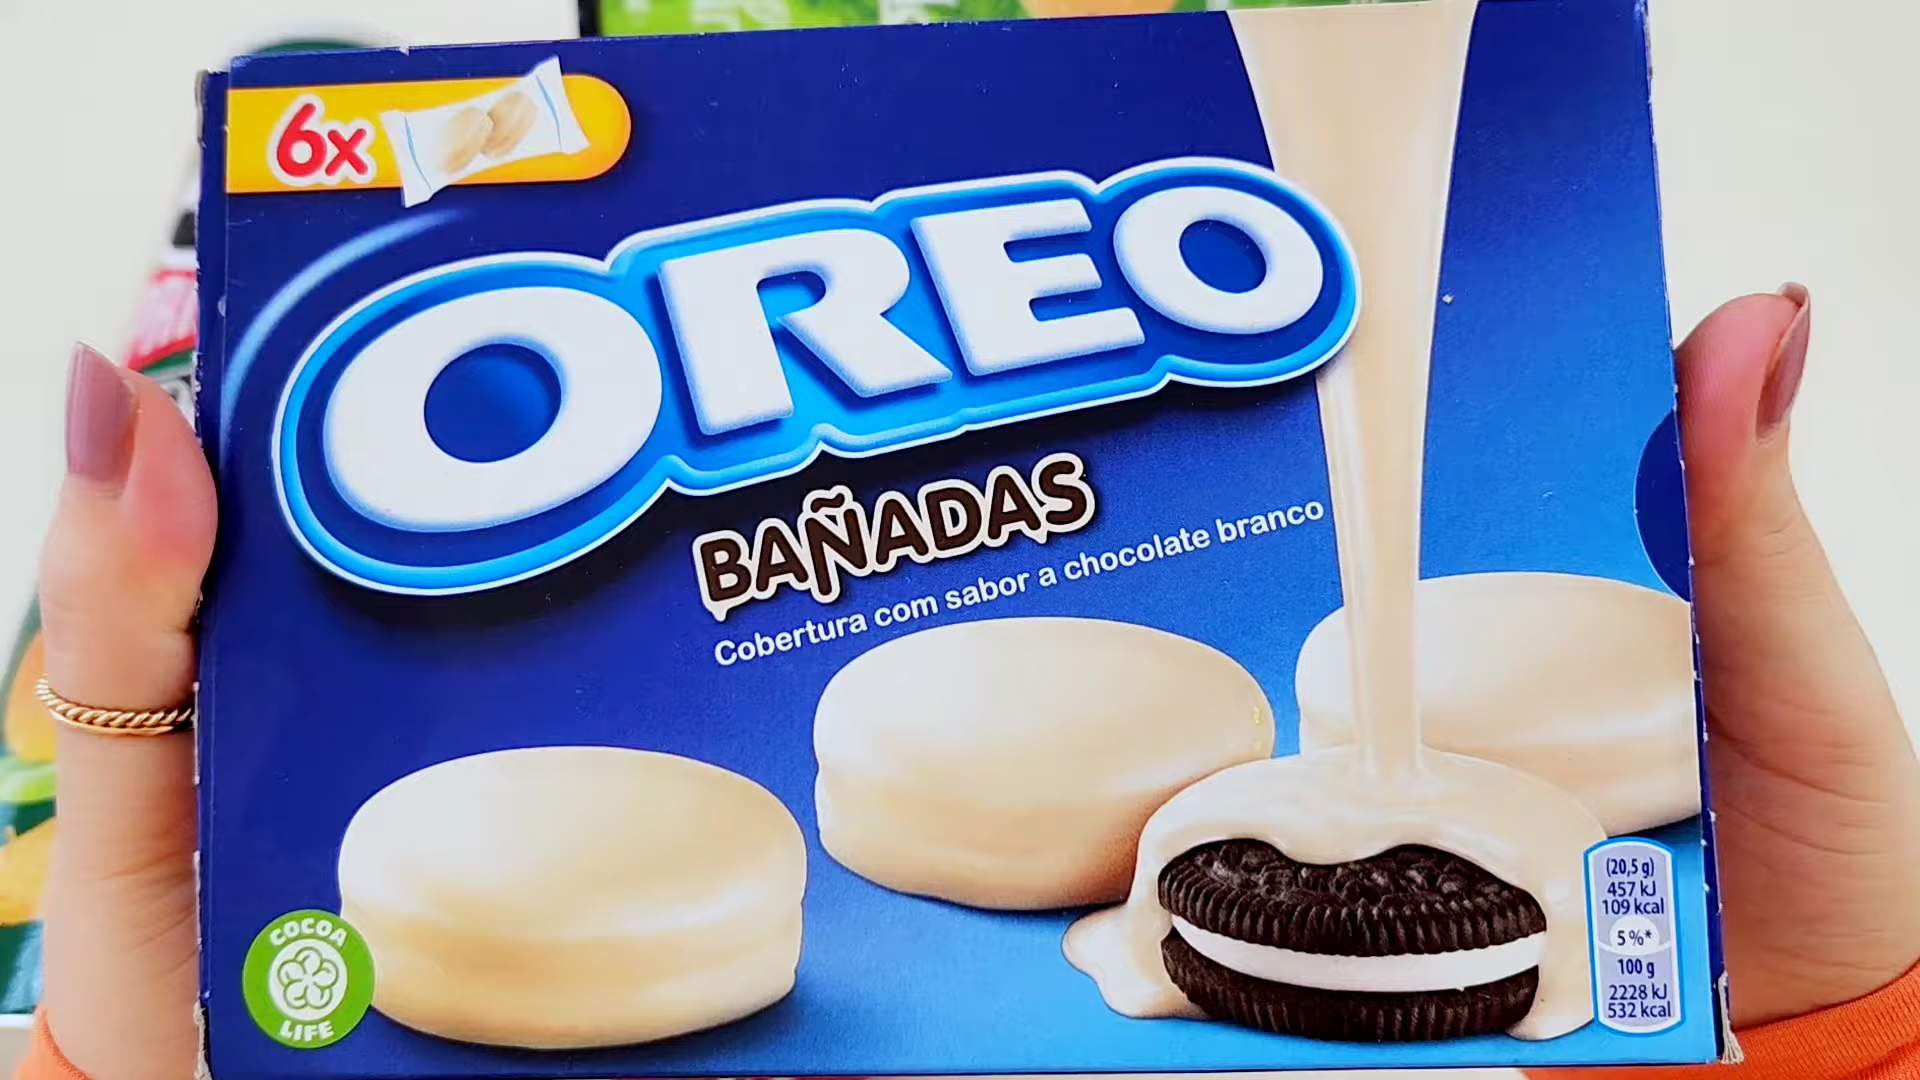 6x
OREO
BAÑADAS
Cobertura com sabor a chocolate branco
COCOA
LIFE
(20,5 g)
457 kJ
109 kcal
5%*
100 g
2228 kJ
532 kcal